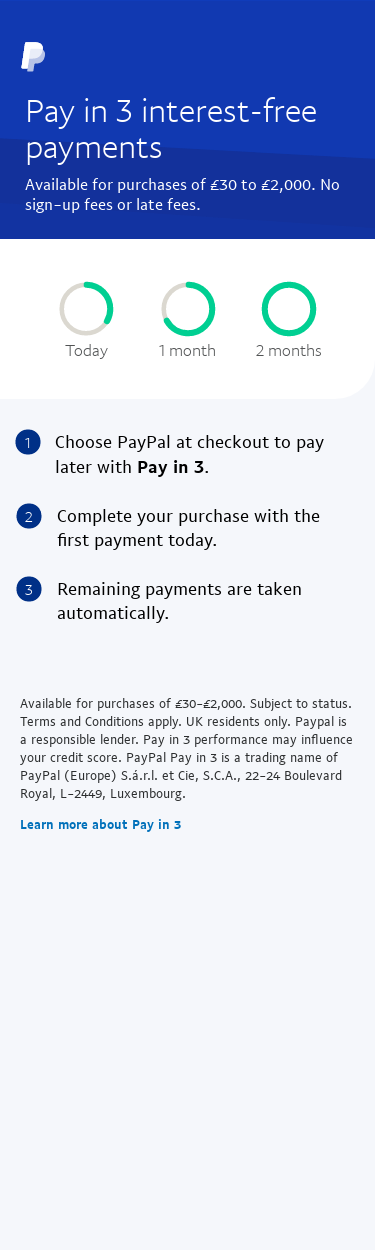 Pay in 3 interest-free
payments
Available for purchases of £30 to £2,000. No
sign-up fees or late fees.
Today
1 month
2 months
1
Choose PayPal at checkout to pay
later with Pay in 3.
2
Complete your purchase with the
first payment today.
3
Remaining payments are taken
automatically.
Available for purchases of £30-£2,000. Subject to status.
Terms and Conditions apply. UK residents only. Paypal is
a responsible lender. Pay in 3 performance may influence
your credit score. PayPal Pay in 3 is a trading name of
PayPal (Europe) S.á.r.l. et Cie, S.C.A., 22-24 Boulevard
Royal, L-2449, Luxembourg.
Learn more about Pay in 3